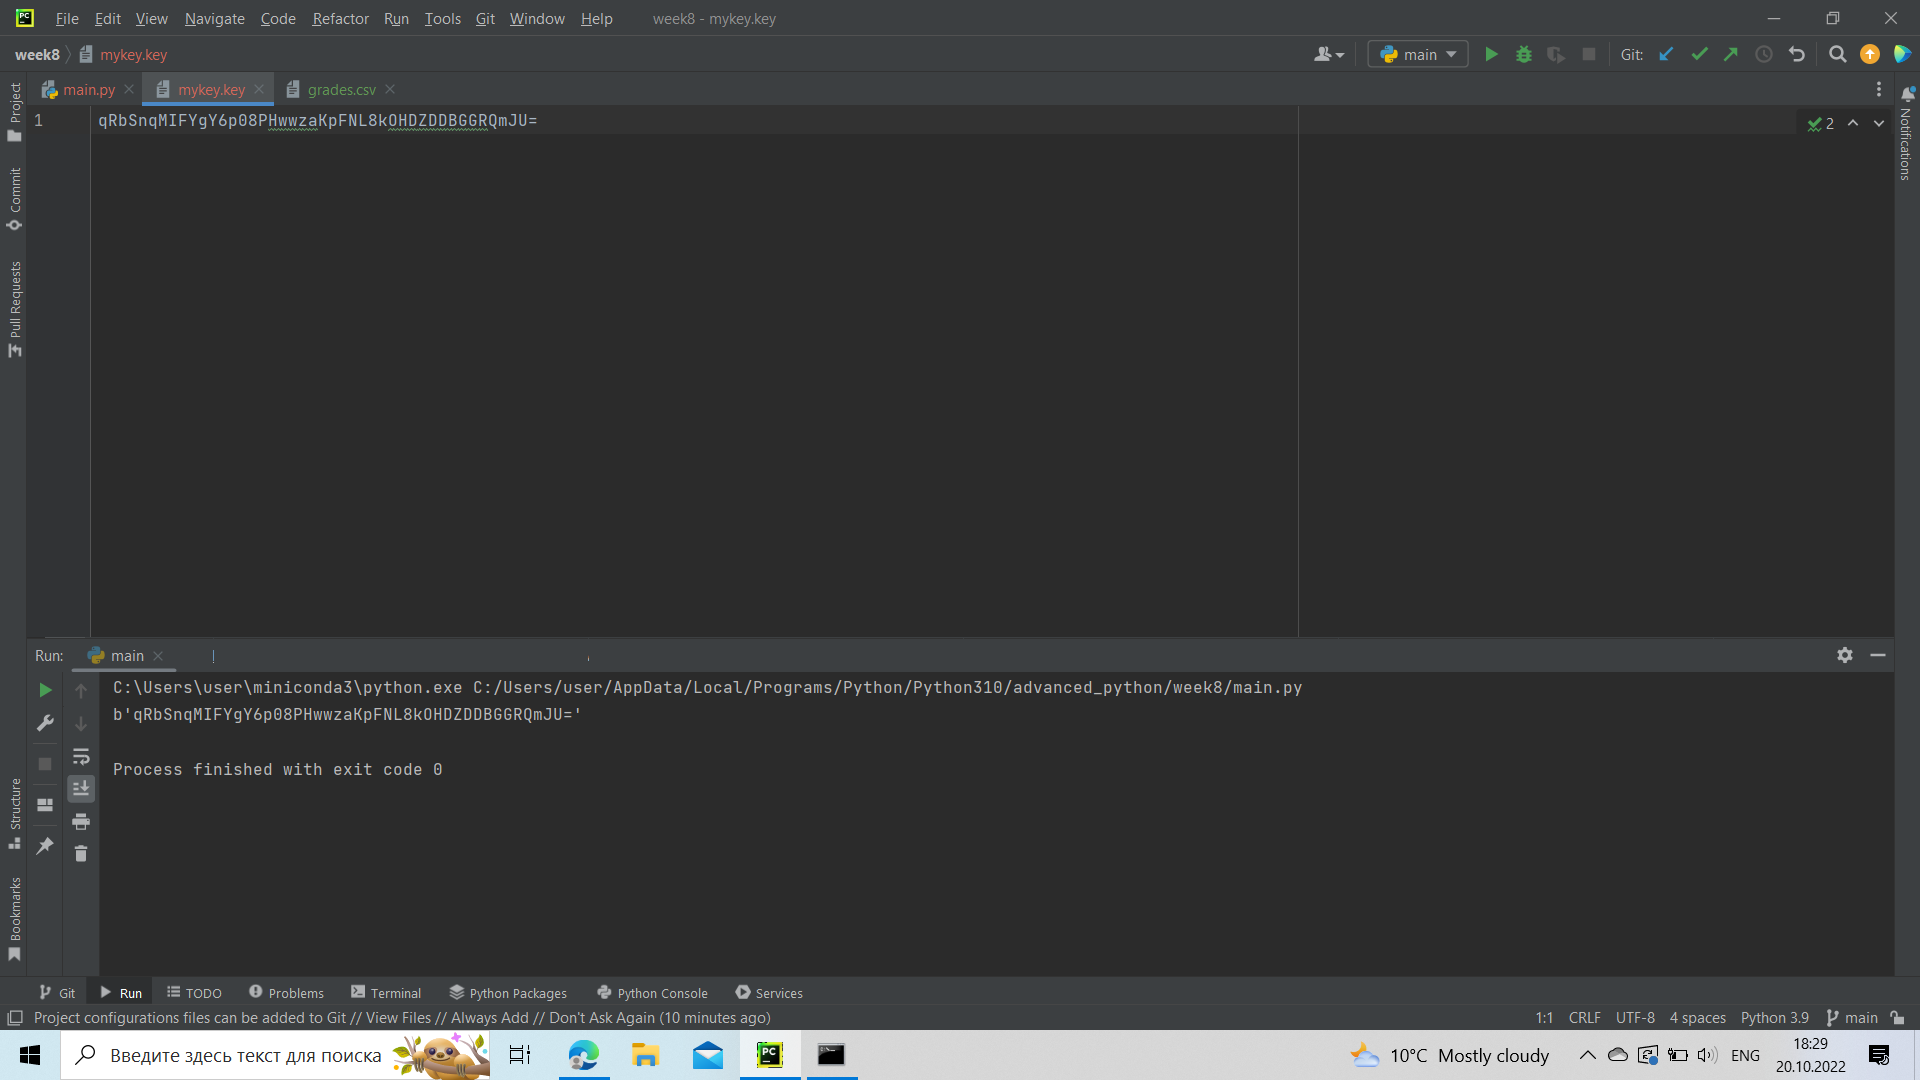 File Edit View Navigate Code Refactor Run Tools Git Window Help week8 - mykey.key
week8 mykey.key
main
Git:
Project
Commit
Pull Requests
Structure
Bookmarks
Notifications
main.py mykey.key grades.csv
1 qRbSnqMIFYgY6p08PHwwzaKpFNL8kOHDZDDBGGRQmJU=
2
Run: main
C:\Users\user\miniconda3\python.exe C:/Users/user/AppData/Local/Programs/Python/Python310/advanced_python/week8/main.py
b'qRbSnqMIFYgY6p08PHwwzaKpFNL8kOHDZDDBGGRQmJU='
Process finished with exit code 0
Git Run TODO Problems Terminal Python Packages Python Console Services
Project configurations files can be added to Git // View Files // Always Add // Don't Ask Again (10 minutes ago)
1:1 CRLF UTF-8 4 spaces Python 3.9 main
Введите здесь текст для поиска
10°C Mostly cloudy
ENG
18:29
20.10.2022